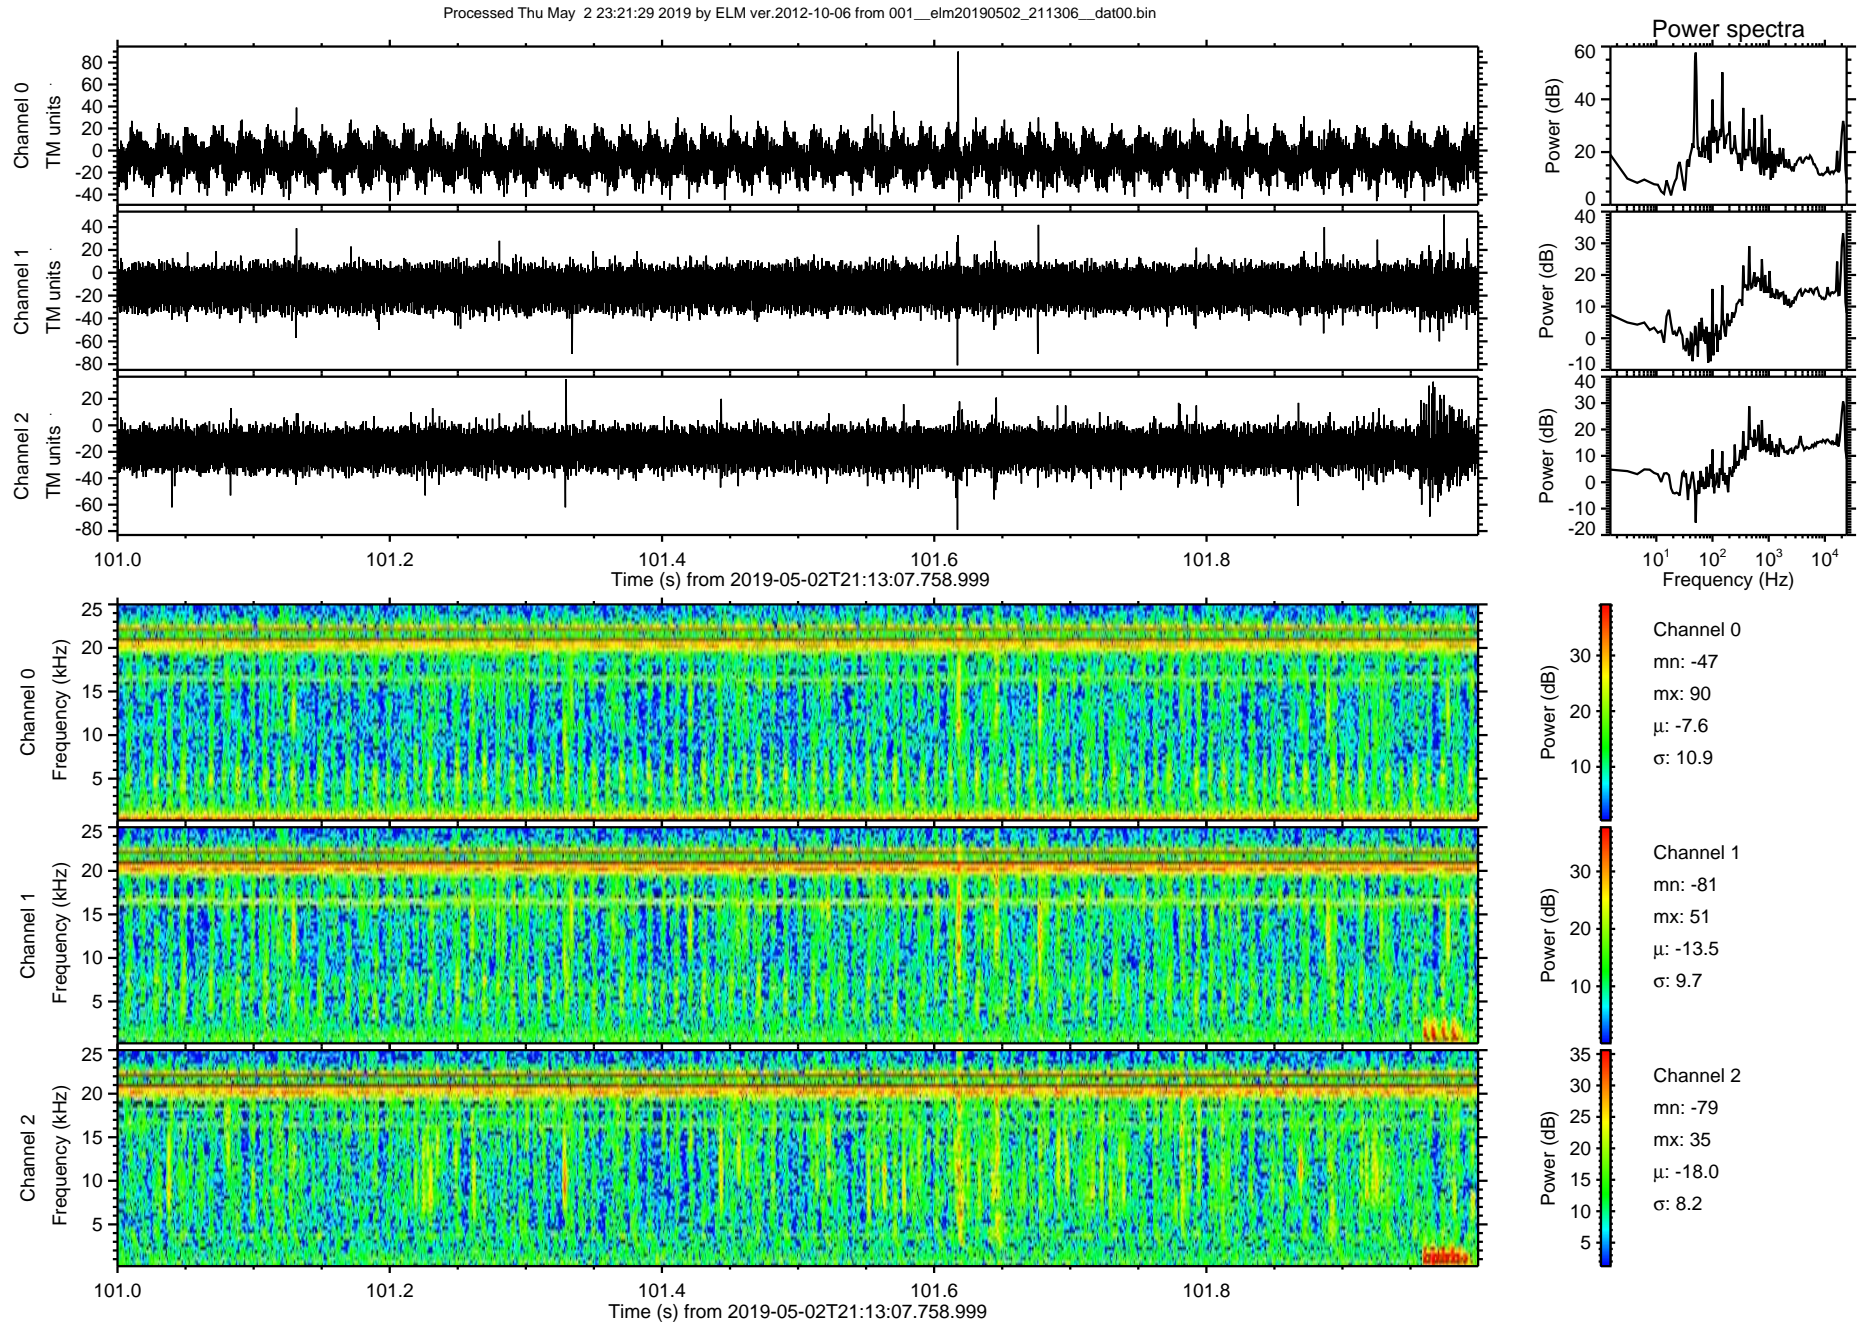 Processed Thu May  2 23:21:29 2019 by ELM ver.2012-10-06 from 001__elm20190502_211306__dat00.bin
Power spectra
Channel 0
TM units
80
60
40
20
0
-20
-40
Power (dB)
60
40
20
0
Channel 1
TM units
40
20
0
-20
-40
-60
-80
Power (dB)
40
30
20
10
0
-10
Channel 2
TM units
20
0
-20
-40
-60
-80
Power (dB)
40
30
20
10
0
-10
-20
101.0 101.2 101.4 101.6 101.8
Time (s) from 2019-05-02T21:13:07.758.999
10¹ 10² 10³ 10⁴
Frequency (Hz)
Channel 0
Frequency (kHz)
25
20
15
10
5
Power (dB)
30
20
10
Channel 0
mn: -47
mx: 90
µ: -7.6
σ: 10.9
Channel 1
Frequency (kHz)
25
20
15
10
5
Power (dB)
30
20
10
Channel 1
mn: -81
mx: 51
µ: -13.5
σ: 9.7
Channel 2
Frequency (kHz)
25
20
15
10
5
Power (dB)
35
30
25
20
15
10
5
Channel 2
mn: -79
mx: 35
µ: -18.0
σ: 8.2
101.0 101.2 101.4 101.6 101.8
Time (s) from 2019-05-02T21:13:07.758.999